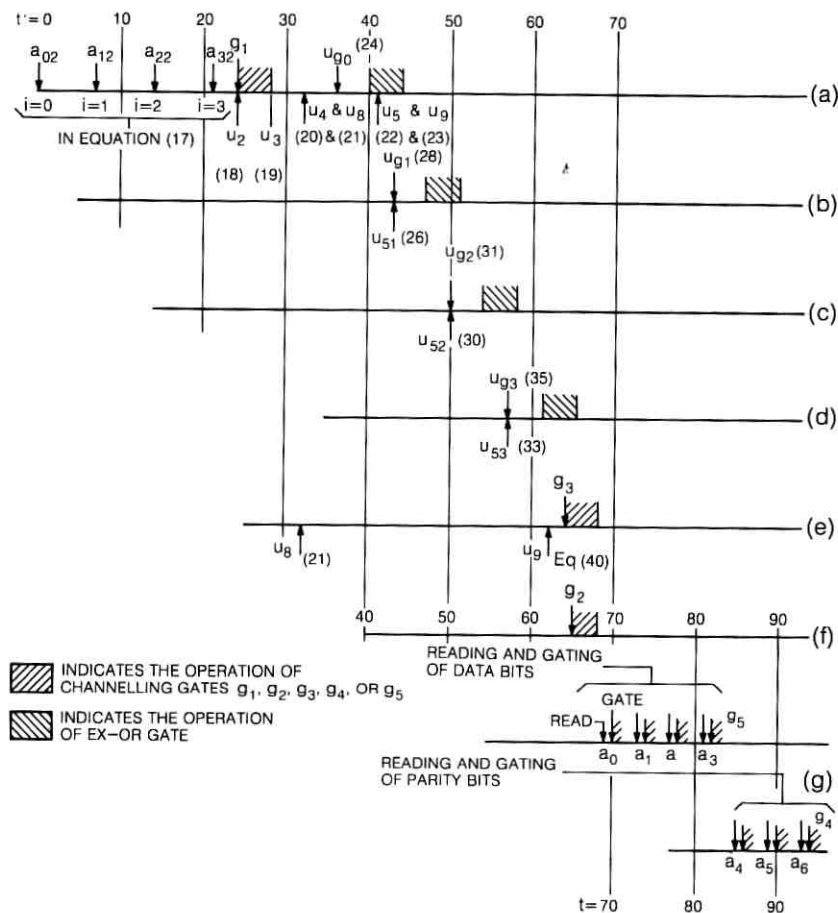 t'=0 10 20 30 40 50 60 70
a02 a12 a22 a32 g1 ug0 (24)
i=0 i=1 i=2 i=3 u4 & u8 u5 & u9 (a)
IN EQUATION (17) u2 u3 (20) & (21) (22) & (23)
(18) (19) ug1 (28)
(b)
u51 (26)
ug2 (31)
(c)
u52 (30)
ug3 (35)
(d)
u53 (33)
g3
(e)
u8 (21) u9 Eq (40)
g2
40 50 60 70 80 90 (f)
READING AND GATING
OF DATA BITS
INDICATES THE OPERATION OF
CHANNELLING GATES g1, g2, g3, g4, OR g5
INDICATES THE OPERATION
OF EX-OR GATE
GATE
READ g5
a0 a1 a a3
READING AND GATING
OF PARITY BITS
(g)
g4
a4 a5 a6
t=70 80 90